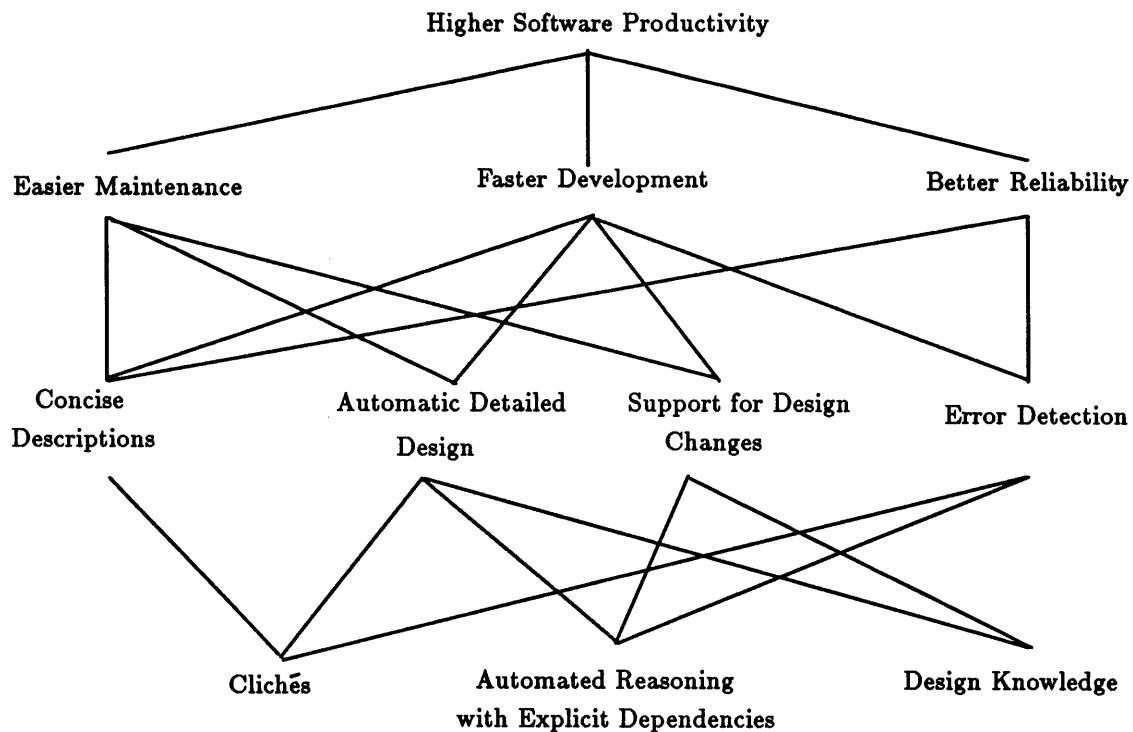 Higher Software Productivity
Easier Maintenance
Faster Development
Better Reliability
Concise
Descriptions
Automatic Detailed
Design
Support for Design
Changes
Error Detection
Clichés
Automated Reasoning
with Explicit Dependencies
Design Knowledge